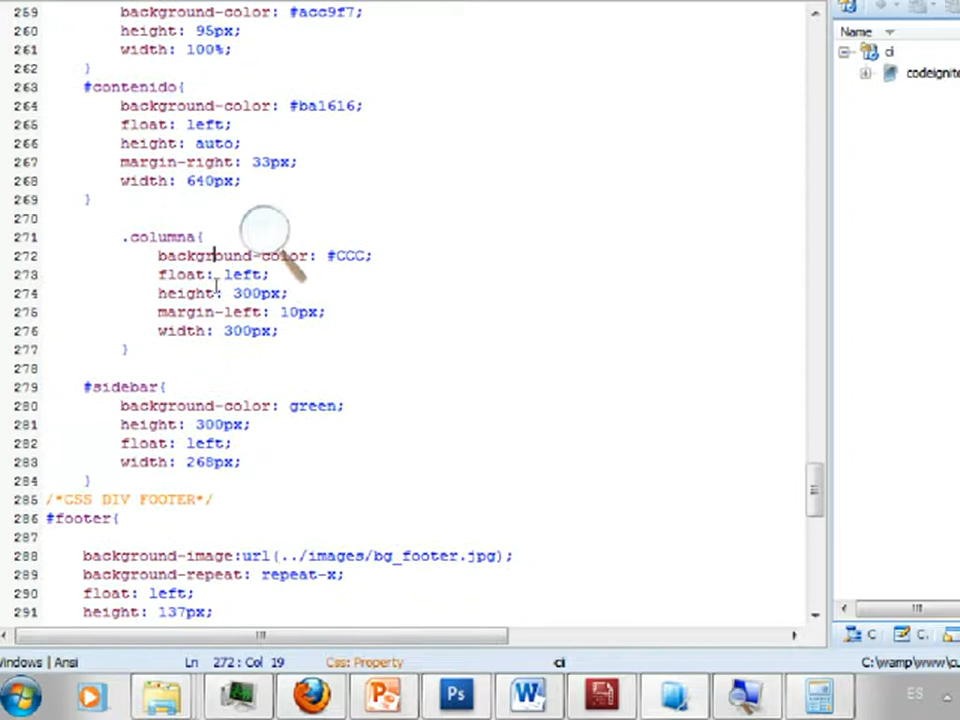 259 background-color: #acc9f7;
260 height: 95px;
261 width: 100%;
262 }
263 #contenido{
264 background-color: #ba1616;
265 float: left;
266 height: auto;
267 margin-right: 33px;
268 width: 640px;
269 }
270
271 .columna{
272 background-color: #CCC;
273 float: left;
274 height: 300px;
275 margin-left: 10px;
276 width: 300px;
277 }
278
279 #sidebar{
280 background-color: green;
281 height: 300px;
282 float: left;
283 width: 268px;
284 }
285 /*CSS DIV FOOTER*/
286 #footer{
287
288 background-image:url(../images/bg_footer.jpg);
289 background-repeat: repeat-x;
290 float: left;
291 height: 137px;
Name
ci
codeignite
C
C.
indows | Ansi Ln 272: Col 19 Css: Property ci C:\wamp\www\
Ps
W
ES